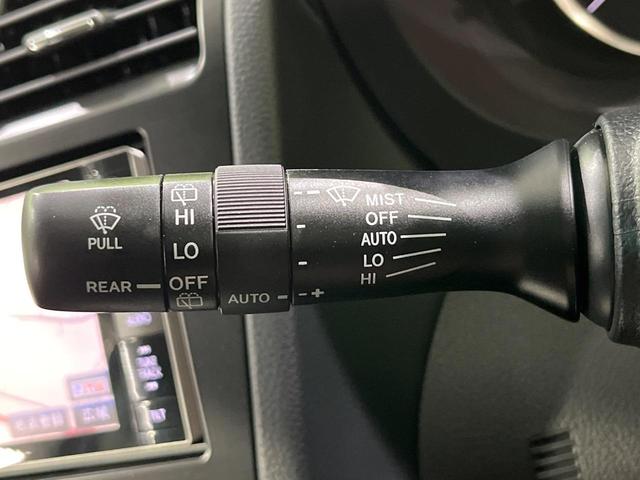 PULL
REAR
HI
LO
OFF
AUTO
- +
MIST
OFF
AUTO
LO
HI